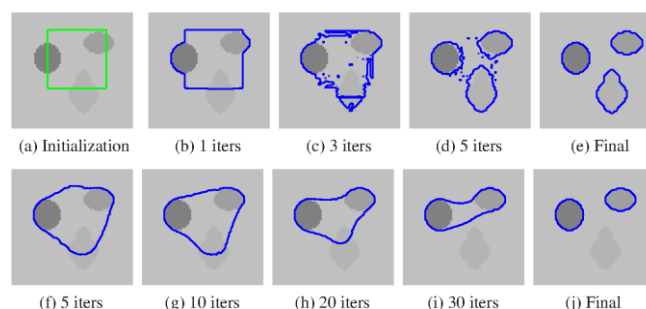 (a) Initialization (b) 1 iters (c) 3 iters (d) 5 iters (e) Final
(f) 5 iters (g) 10 iters (h) 20 iters (i) 30 iters (j) Final